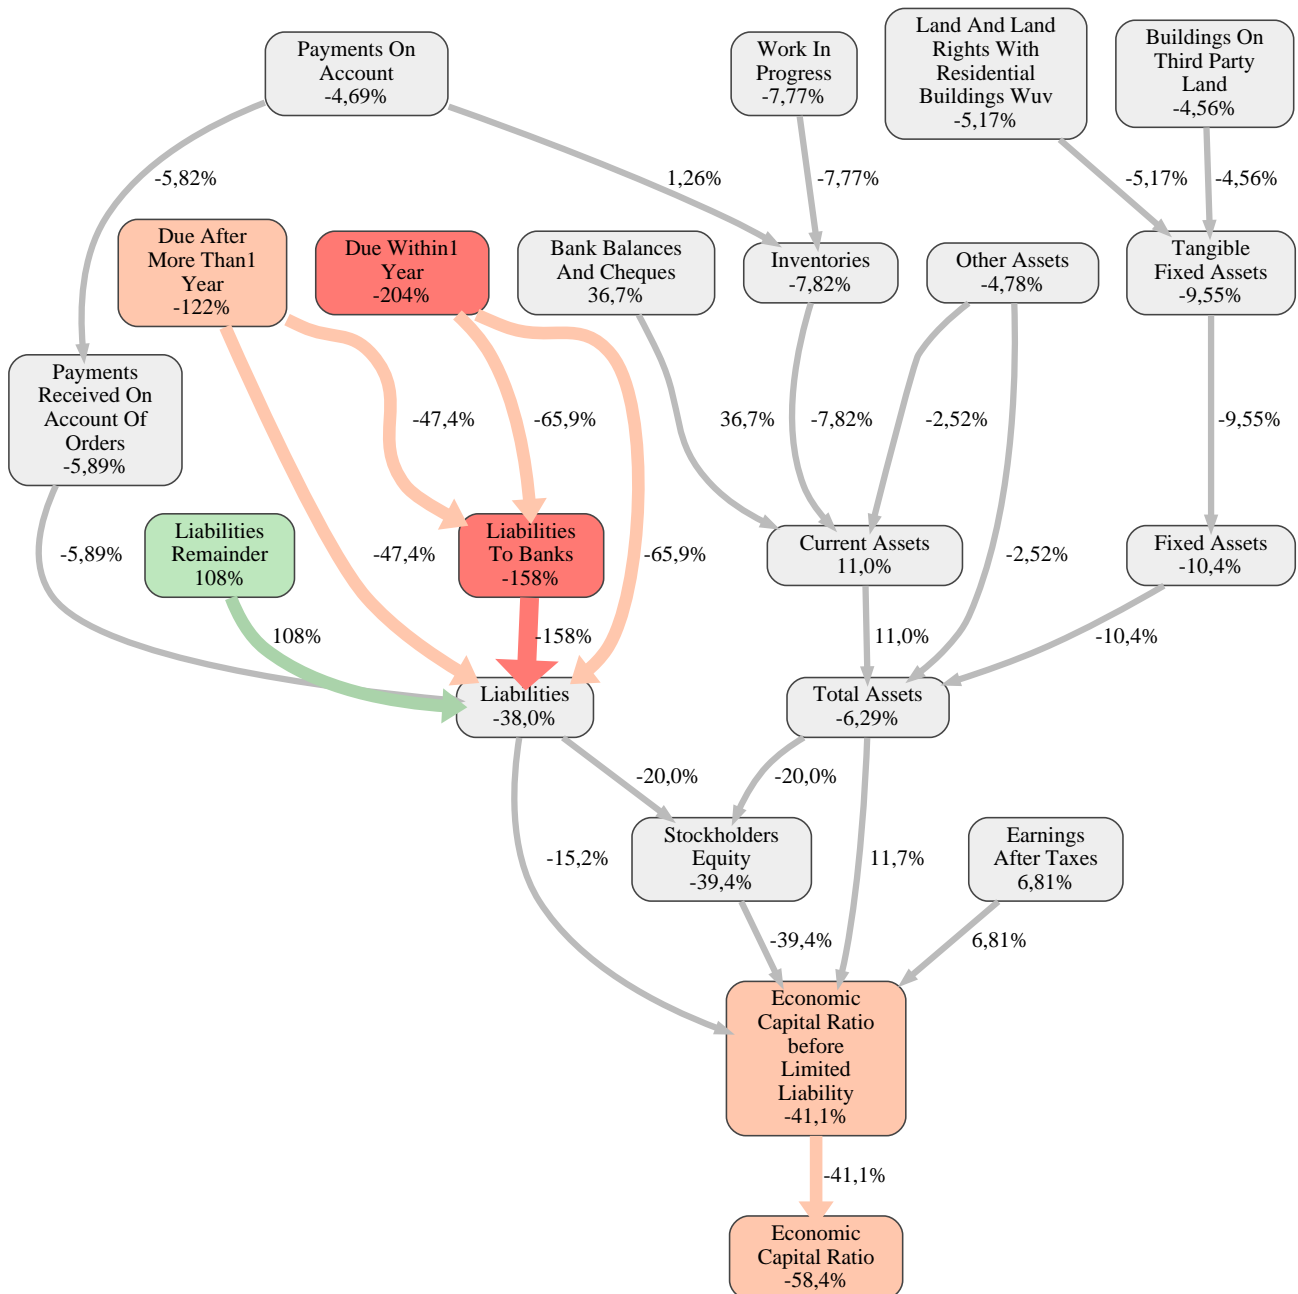 Payments On
Account
-4,69%
Work In
Progress
-7,77%
Land And Land
Rights With
Residential
Buildings Wuv
-5,17%
Buildings On
Third Party
Land
-4,56%
-5,82%
1,26%
-7,77%
-5,17%
-4,56%
Due After
More Than1
Year
-122%
Due Within1
Year
-204%
Bank Balances
And Cheques
36,7%
Inventories
-7,82%
Other Assets
-4,78%
Tangible
Fixed Assets
-9,55%
Payments
Received On
Account Of
Orders
-5,89%
-47,4%
-65,9%
36,7%
-7,82%
-2,52%
-9,55%
Liabilities
Remainder
108%
-5,89%
-47,4%
Liabilities
To Banks
-158%
-65,9%
Current Assets
11,0%
-2,52%
Fixed Assets
-10,4%
108%
-158%
11,0%
-10,4%
Liabilities
-38,0%
Total Assets
-6,29%
-20,0%
-20,0%
-15,2%
Stockholders
Equity
-39,4%
11,7%
Earnings
After Taxes
6,81%
-39,4%
6,81%
Economic
Capital Ratio
before
Limited
Liability
-41,1%
-41,1%
Economic
Capital Ratio
-58,4%